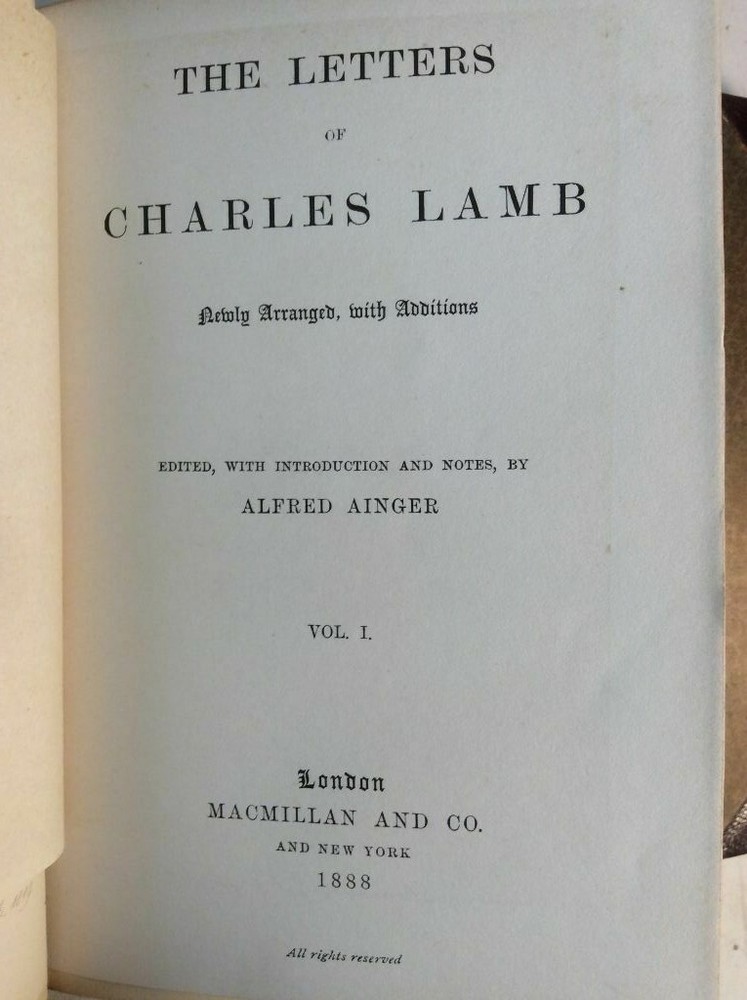 THE LETTERS
OF
CHARLES LAMB
Newly Arranged, with Additions
EDITED, WITH INTRODUCTION AND NOTES, BY
ALFRED AINGER
VOL. I.
London
MACMILLAN AND CO.
AND NEW YORK
1888
All rights reserved